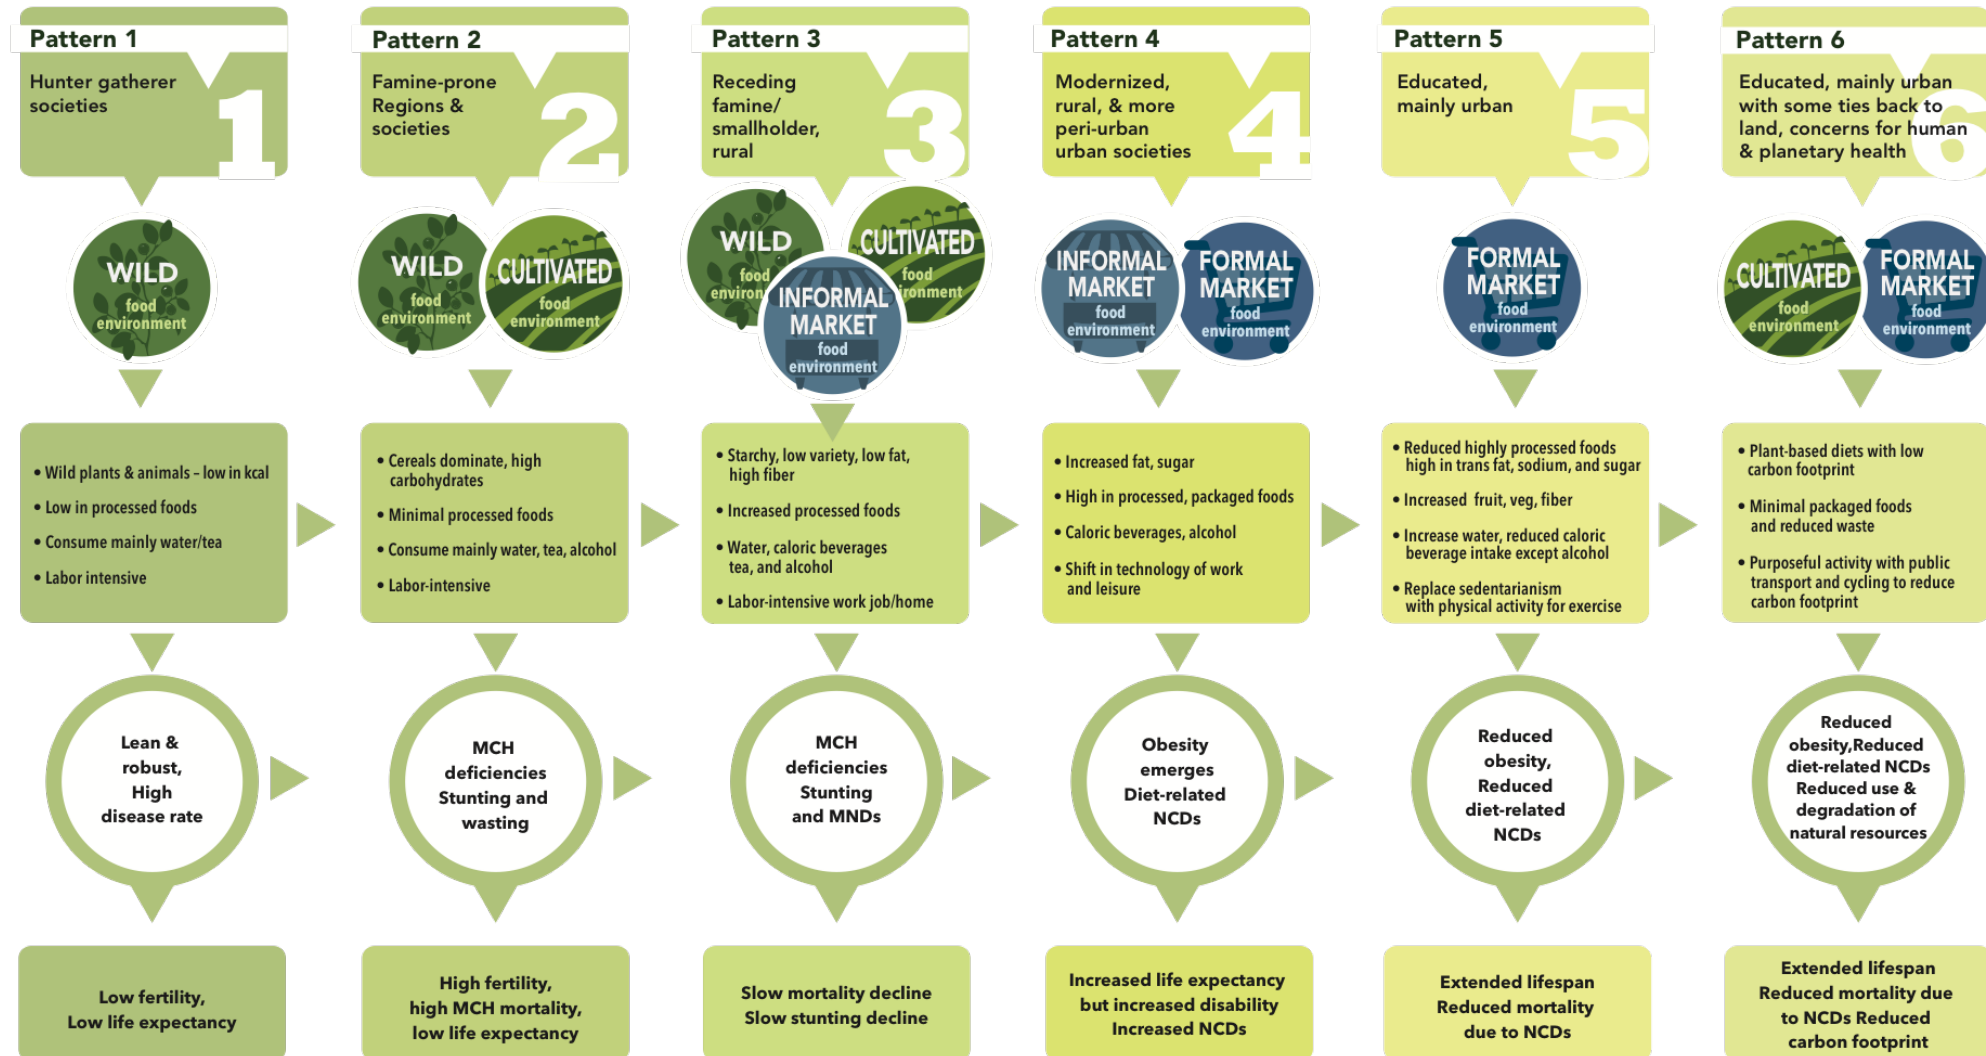 Pattern 1
Hunter gatherer
societies
1
WILD
food
environment
• Wild plants & animals – low in kcal
• Low in processed foods
• Consume mainly water/tea
• Labor intensive
Lean &
robust,
High
disease rate
Low fertility,
Low life expectancy
Pattern 2
Famine-prone
Regions &
societies
2
WILD
food
environment
CULTIVATED
food
environment
• Cereals dominate, high
carbohydrates
• Minimal processed foods
• Consume mainly water, tea, alcohol
• Labor-intensive
MCH
deficiencies
Stunting and
wasting
High fertility,
high MCH mortality,
low life expectancy
Pattern 3
Receding
famine/
smallholder,
rural
3
WILD
food
environ
CULTIVATED
food
ironment
INFORMAL
MARKET
food
environment
• Starchy, low variety, low fat,
high fiber
• Increased processed foods
• Water, caloric beverages
tea, and alcohol
• Labor-intensive work job/home
MCH
deficiencies
Stunting
and MNDs
Slow mortality decline
Slow stunting decline
Pattern 4
Modernized,
rural, & more
peri-urban
urban societies
4
INFORMAL
MARKET
food
environment
FORMAL
MARKET
food
environment
• Increased fat, sugar
• High in processed, packaged foods
• Caloric beverages, alcohol
• Shift in technology of work
and leisure
Obesity
emerges
Diet-related
NCDs
Increased life expectancy
but increased disability
Increased NCDs
Pattern 5
Educated,
mainly urban
5
FORMAL
MARKET
food
environment
• Reduced highly processed foods
high in trans fat, sodium, and sugar
• Increased fruit, veg, fiber
• Increase water, reduced caloric
beverage intake except alcohol
• Replace sedentarianism
with physical activity for exercise
Reduced
obesity,
Reduced
diet-related
NCDs
Extended lifespan
Reduced mortality
due to NCDs
Pattern 6
Educated, mainly urban
with some ties back to
land, concerns for human
& planetary health
6
CULTIVATED
food
environment
FORMAL
MARKET
food
environment
• Plant-based diets with low
carbon footprint
• Minimal packaged foods
and reduced waste
• Purposeful activity with public
transport and cycling to reduce
carbon footprint
Reduced
obesity,Reduced
diet-related NCDs
Reduced use &
degradation of
natural resources
Extended lifespan
Reduced mortality due
to NCDs Reduced
carbon footprint